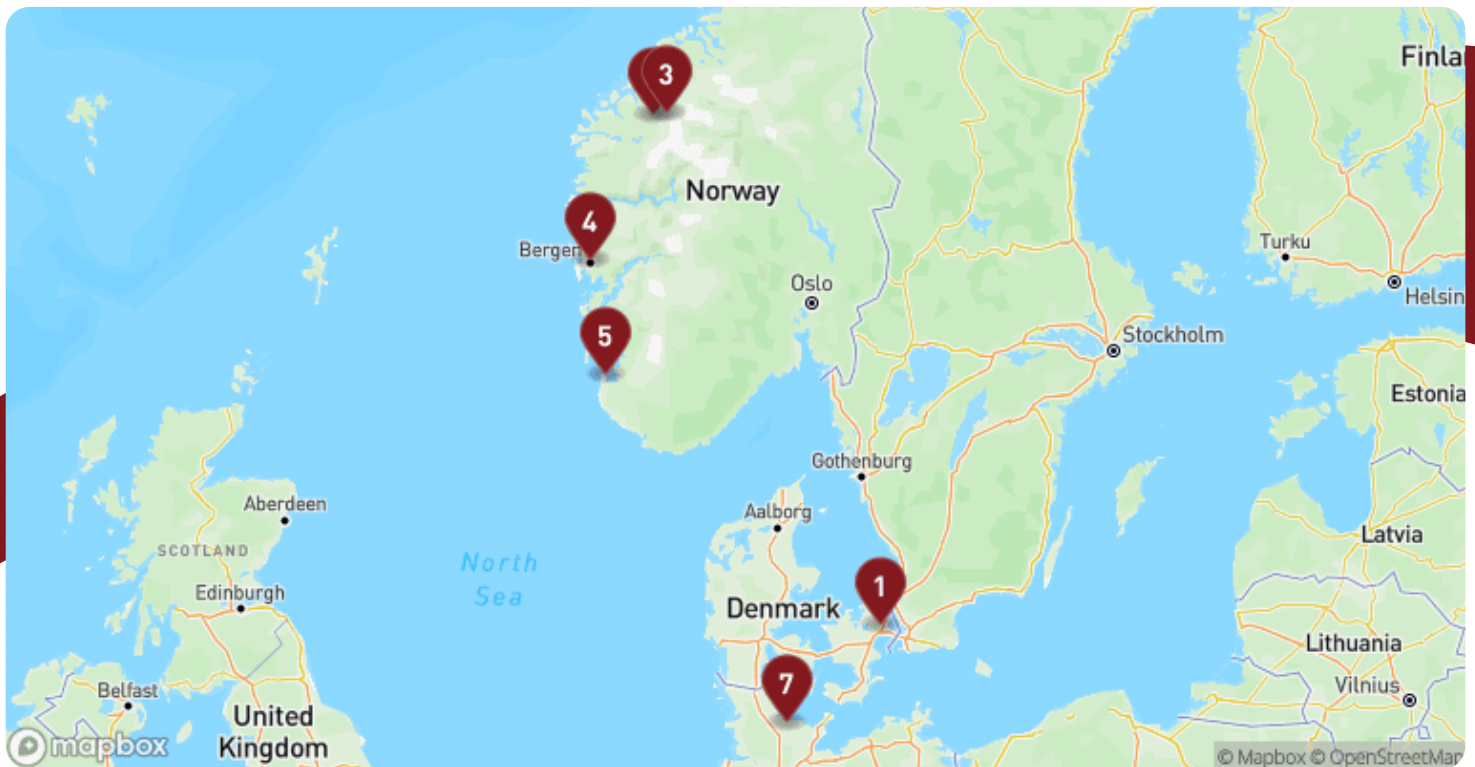 Finla
3
Norway
4
Bergen
Turku
Oslo
Helsin
5
Stockholm
Estonia
Gothenburg
Aberdeen
Aalborg
SCOTLAND
Latvia
North
Sea
Edinburgh
1
Denmark
Lithuania
7
Belfast
Vilnius
United
Kingdom
mapbox
© Mapbox © OpenStreetMap